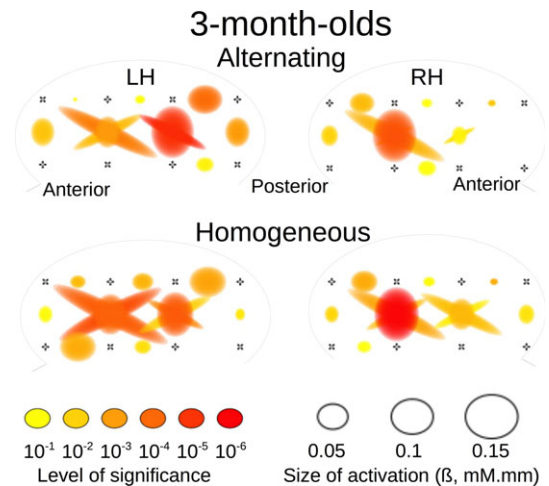 3-month-olds
Alternating
LH RH
Anterior Posterior Anterior
Homogeneous
10-1 10-2 10-3 10-4 10-5 10-6 0.05 0.1 0.15
Level of significance Size of activation (ß, mM.mm)